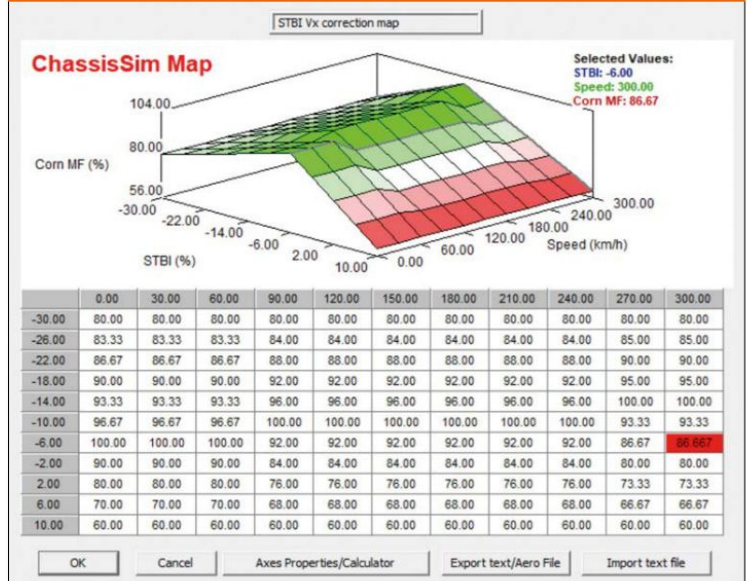 STBI Vx correction map
ChassisSim Map
Selected Values:
STBI: -6.00
Speed: 300.00
Corn MF: 86.67
104.00
80.00
56.00
Corn MF (%)
-30.00
-22.00
-14.00
-6.00
2.00
10.00
STBI (%)
0.00
60.00
120.00
180.00
240.00
300.00
Speed (km/h)
0.00 30.00 60.00 90.00 120.00 150.00 180.00 210.00 240.00 270.00 300.00
-30.00 80.00 80.00 80.00 80.00 80.00 80.00 80.00 80.00 80.00 80.00 80.00
-26.00 83.33 83.33 83.33 84.00 84.00 84.00 84.00 84.00 84.00 85.00 85.00
-22.00 86.67 86.67 86.67 88.00 88.00 88.00 88.00 88.00 88.00 90.00 90.00
-18.00 90.00 90.00 90.00 92.00 92.00 92.00 92.00 92.00 92.00 95.00 95.00
-14.00 93.33 93.33 93.33 96.00 96.00 96.00 96.00 96.00 96.00 100.00 100.00
-10.00 96.67 96.67 96.67 100.00 100.00 100.00 100.00 100.00 100.00 93.33 93.33
-6.00 100.00 100.00 100.00 92.00 92.00 92.00 92.00 92.00 92.00 86.67 86.667
-2.00 90.00 90.00 90.00 84.00 84.00 84.00 84.00 84.00 84.00 80.00 80.00
2.00 80.00 80.00 80.00 76.00 76.00 76.00 76.00 76.00 76.00 73.33 73.33
6.00 70.00 70.00 70.00 68.00 68.00 68.00 68.00 68.00 68.00 66.67 66.67
10.00 60.00 60.00 60.00 60.00 60.00 60.00 60.00 60.00 60.00 60.00 60.00
OK Cancel Axes Properties/Calculator Export text/Aero File Import text file